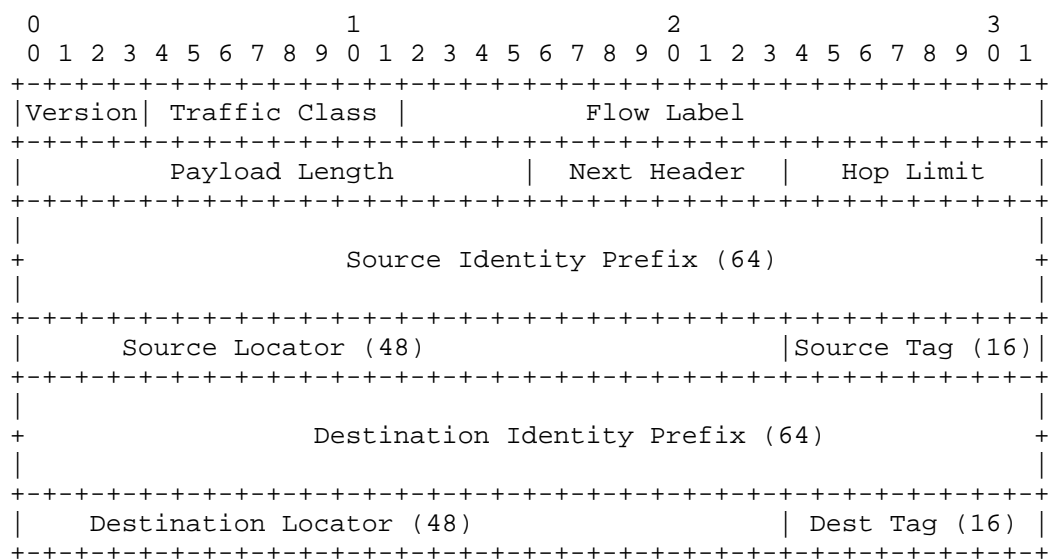 0                   1                   2                   3
 0 1 2 3 4 5 6 7 8 9 0 1 2 3 4 5 6 7 8 9 0 1 2 3 4 5 6 7 8 9 0 1
+-+-+-+-+-+-+-+-+-+-+-+-+-+-+-+-+-+-+-+-+-+-+-+-+-+-+-+-+-+-+-+-+
|Version| Traffic Class |           Flow Label                  |
+-+-+-+-+-+-+-+-+-+-+-+-+-+-+-+-+-+-+-+-+-+-+-+-+-+-+-+-+-+-+-+-+
|         Payload Length        |  Next Header  |   Hop Limit   |
+-+-+-+-+-+-+-+-+-+-+-+-+-+-+-+-+-+-+-+-+-+-+-+-+-+-+-+-+-+-+-+-+
|                                                               |
+                    Source Identity Prefix (64)                +
|                                                               |
+-+-+-+-+-+-+-+-+-+-+-+-+-+-+-+-+-+-+-+-+-+-+-+-+-+-+-+-+-+-+-+-+
|      Source Locator (48)                      |Source Tag (16)|
+-+-+-+-+-+-+-+-+-+-+-+-+-+-+-+-+-+-+-+-+-+-+-+-+-+-+-+-+-+-+-+-+
|                                                               |
+                  Destination Identity Prefix (64)             +
|                                                               |
+-+-+-+-+-+-+-+-+-+-+-+-+-+-+-+-+-+-+-+-+-+-+-+-+-+-+-+-+-+-+-+-+
|    Destination Locator (48)                   | Dest Tag (16) |
+-+-+-+-+-+-+-+-+-+-+-+-+-+-+-+-+-+-+-+-+-+-+-+-+-+-+-+-+-+-+-+-+